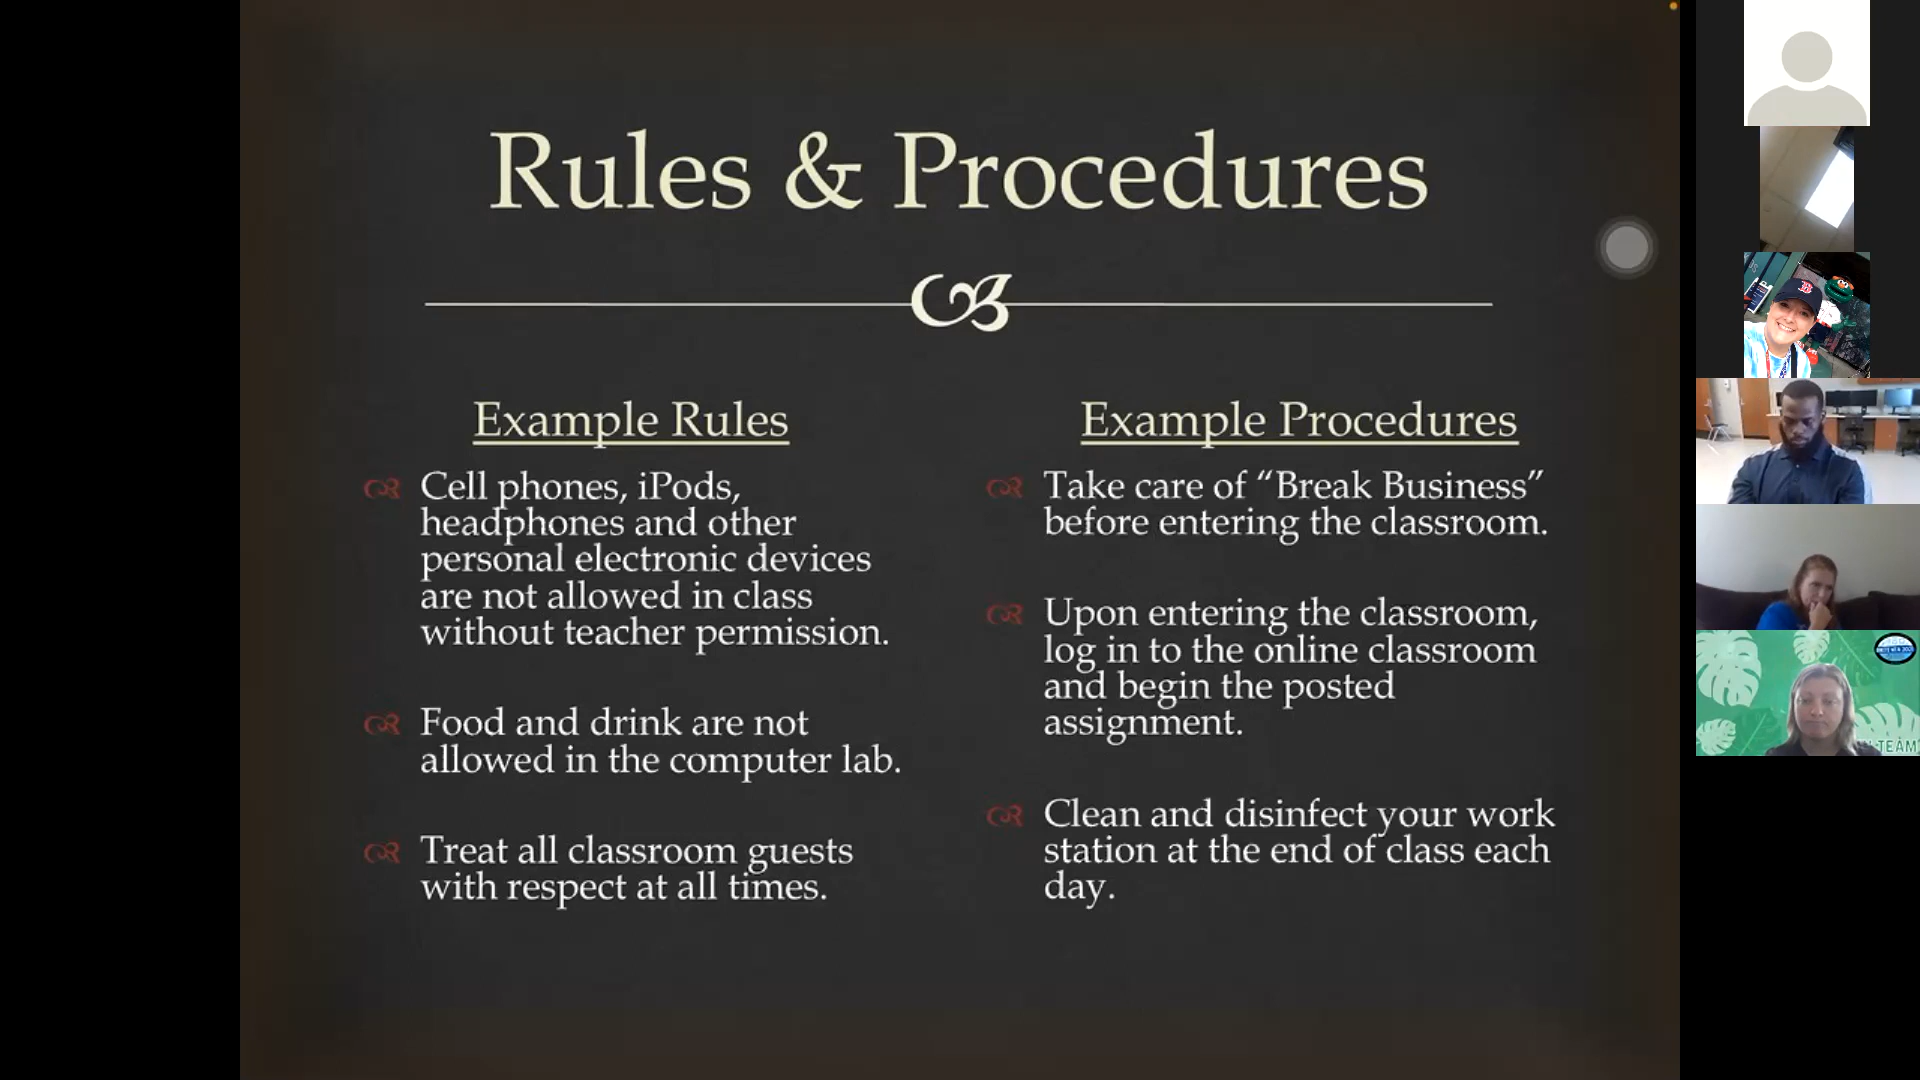 Rules & Procedures
Example Rules
Cell phones, iPods,
headphones and other
personal electronic devices
are not allowed in class
without teacher permission.
Food and drink are not
allowed in the computer lab.
Treat all classroom guests
with respect at all times.
Example Procedures
Take care of “Break Business”
before entering the classroom.
Upon entering the classroom,
log in to the online classroom
and begin the posted
assignment.
Clean and disinfect your work
station at the end of class each
day.
B
TEAM